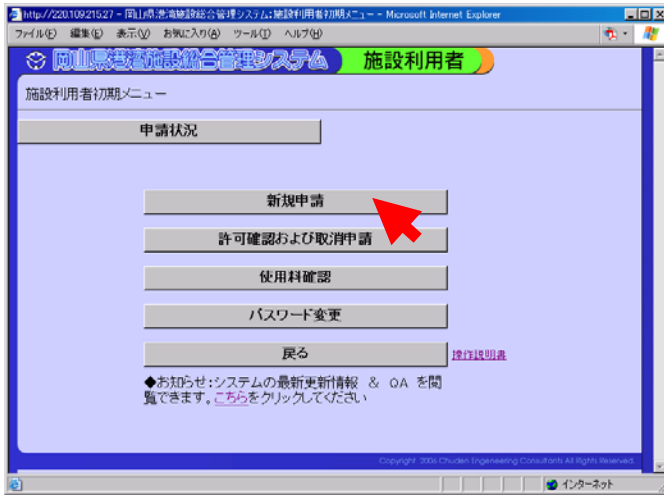 http://220.109.215.27 - 岡山県港湾施設総合管理システム:施設利用者初期メニュー - Microsoft Internet Explorer
ファイル(F) 編集(E) 表示(V) お気に入り(A) ツール(T) ヘルプ(H)
岡山県港湾施設総合管理システム 施設利用者
施設利用者初期メニュー
申請状況
新規申請
許可確認および取消申請
使用料確認
パスワード変更
戻る 操作説明書
◆お知らせ:システムの最新更新情報 & QA を閲
覧できます。こちらをクリックしてください
Copyright 2006 Chuden Engeneering Consultants All Rights Reserved.
インターネット